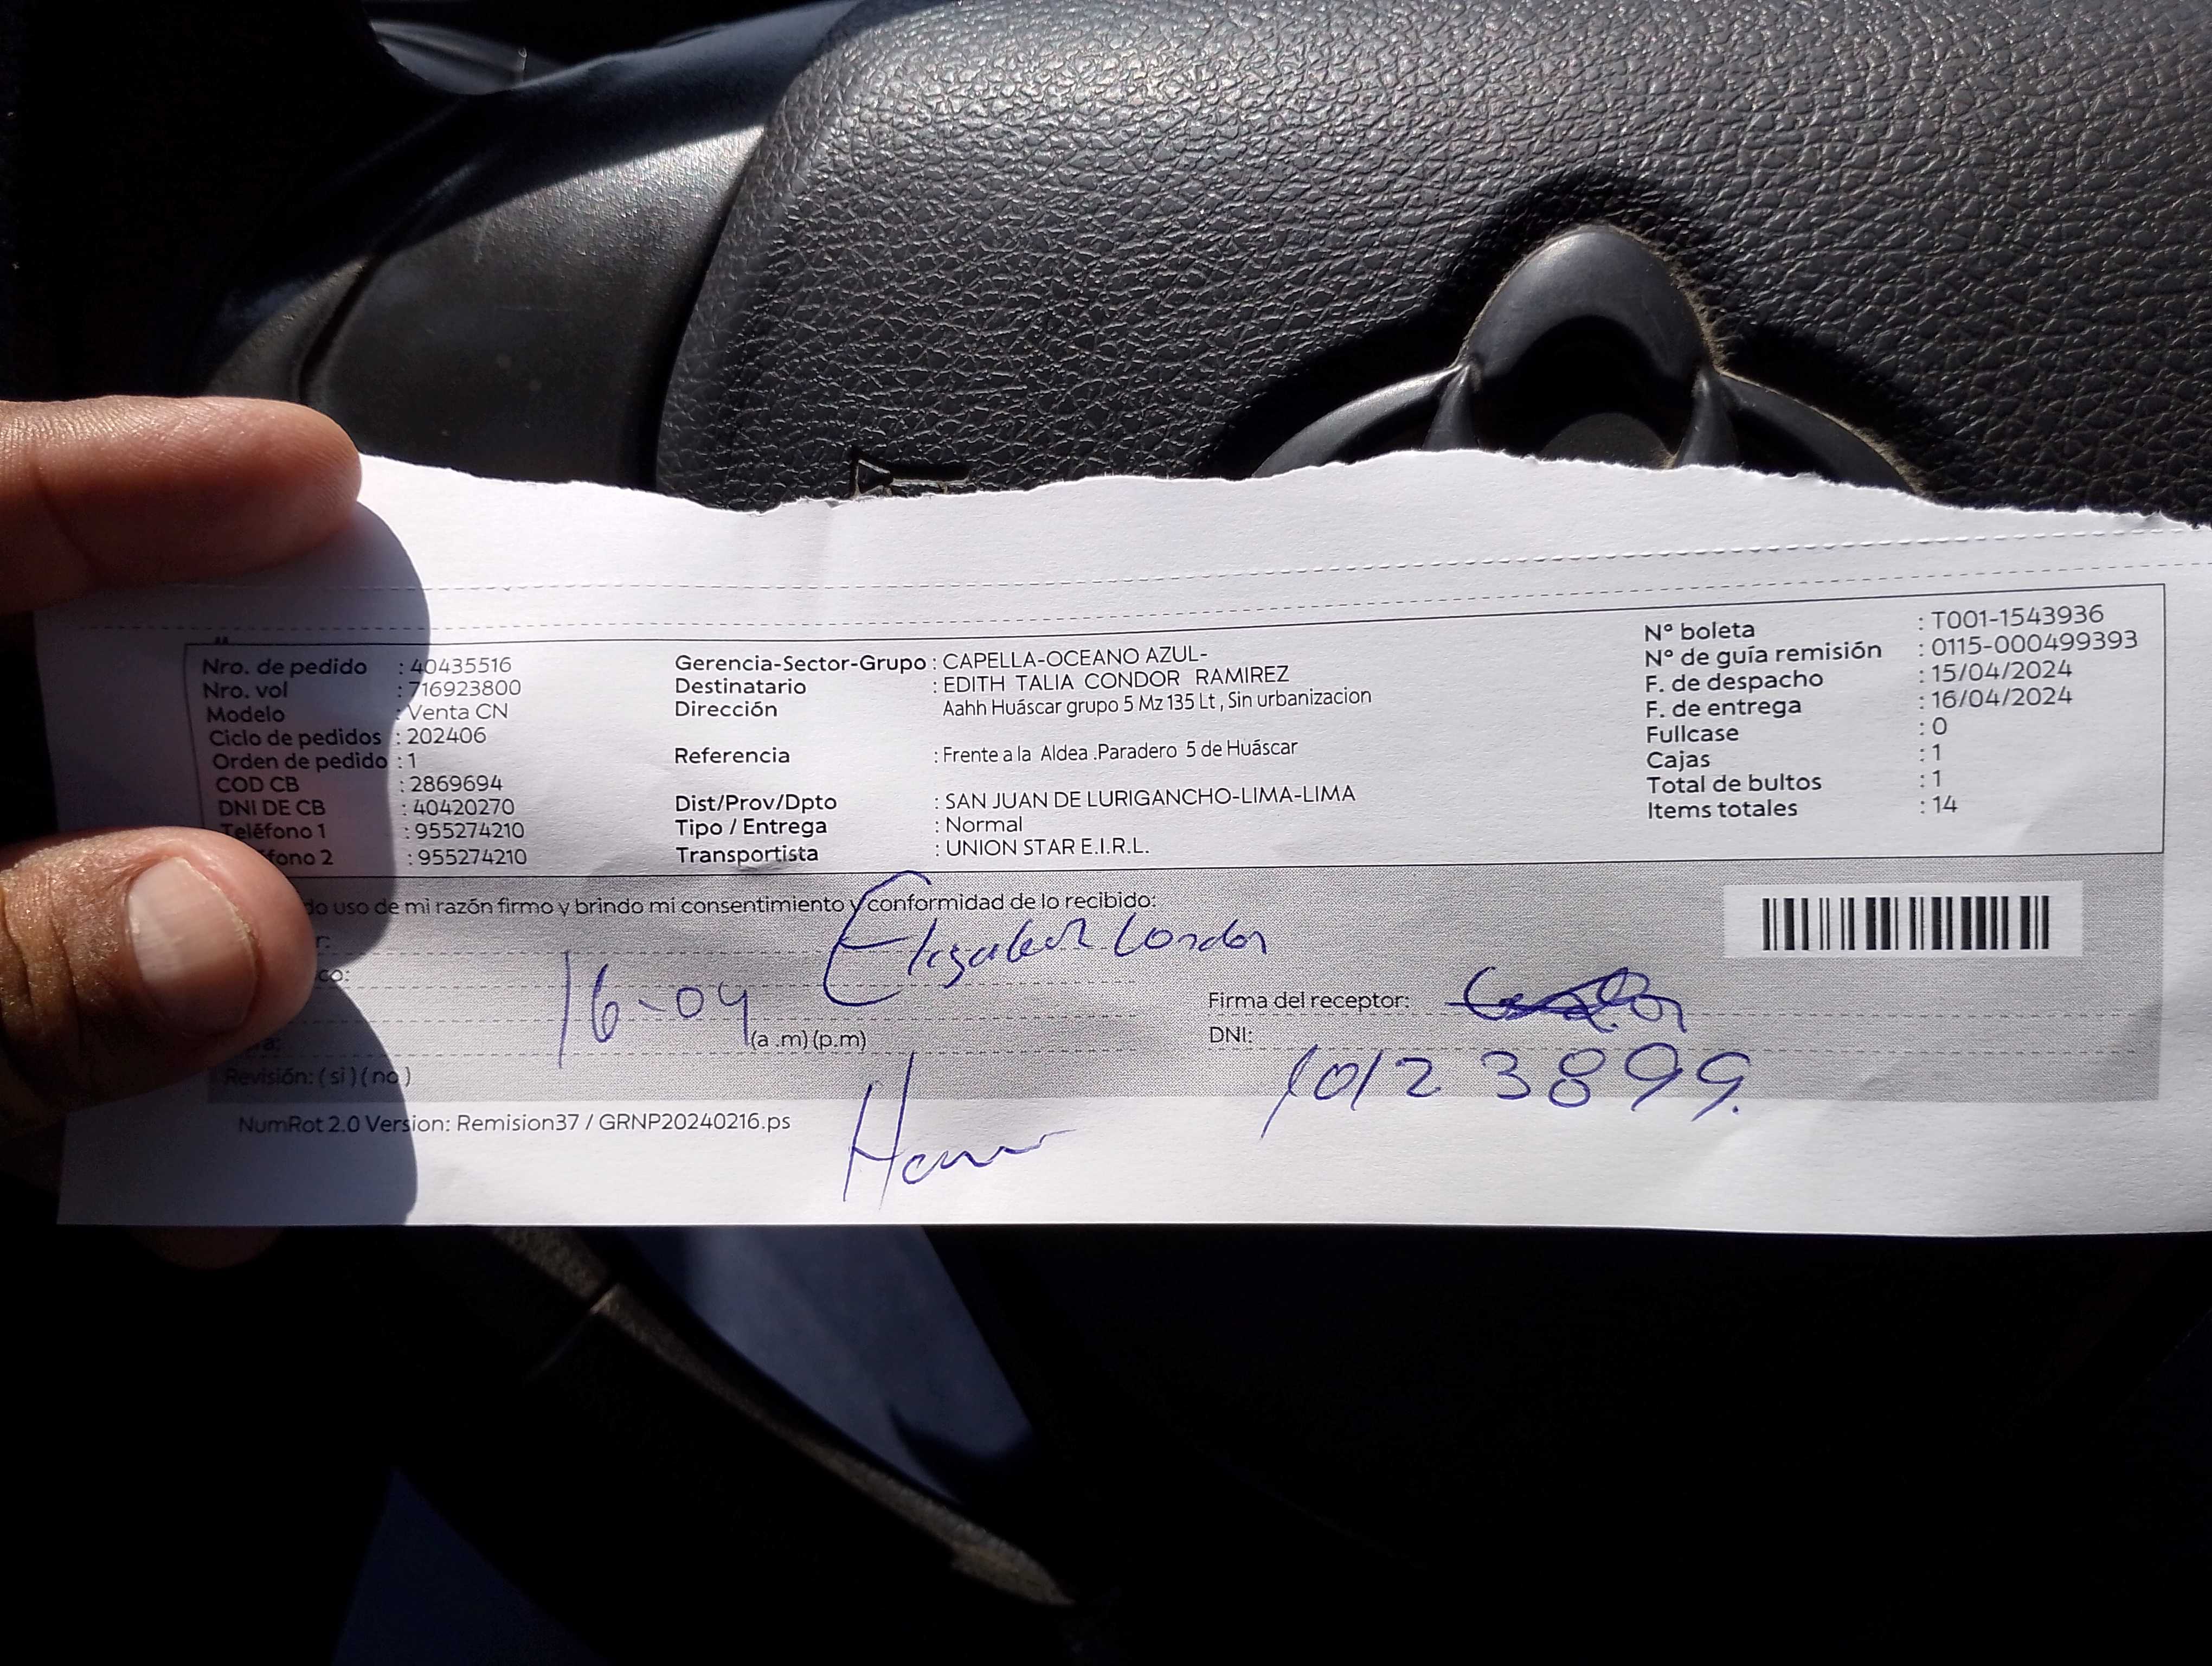 Nro. de pedido : 40435516
Nro. vol : 716923800
Modelo : Venta CN
Ciclo de pedidos : 202406
Orden de pedido : 1
COD CB : 2869694
DNI DE CB : 40420270
Teléfono 1 : 955274210
fono 2 : 955274210
Gerencia-Sector-Grupo : CAPELLA-OCEANO AZUL-
Destinatario : EDITH TALIA CONDOR RAMIREZ
Dirección Aahh Huáscar grupo 5 Mz 135 Lt , Sin urbanizacion
Referencia : Frente a la Aldea .Paradero 5 de Huáscar
Dist/Prov/Dpto : SAN JUAN DE LURIGANCHO-LIMA-LIMA
Tipo / Entrega : Normal
Transportista : UNION STAR E.I.R.L.
N° boleta : T001-1543936
N° de guía remisión : 0115-000499393
F. de despacho : 15/04/2024
F. de entrega : 16/04/2024
Fullcase : 0
Cajas : 1
Total de bultos : 1
Items totales : 14
do uso de mi razón firmo y brindo mi consentimiento y conformidad de lo recibido:
Elizabeth Condor
16-04
(a .m) (p.m)
Firma del receptor:
DNI:
10123899.
Revisión: ( si ) ( no )
NumRot 2.0 Version: Remision37 / GRNP20240216.ps